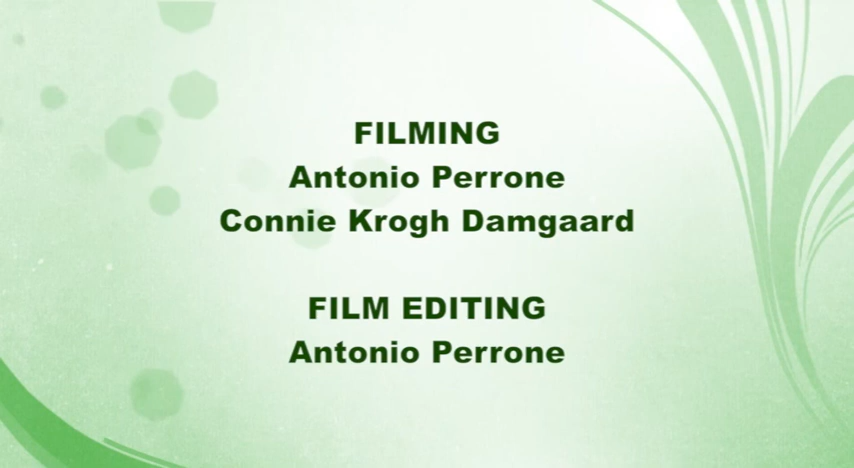 FILMING
Antonio Perrone
Connie Krogh Damgaard
FILM EDITING
Antonio Perrone